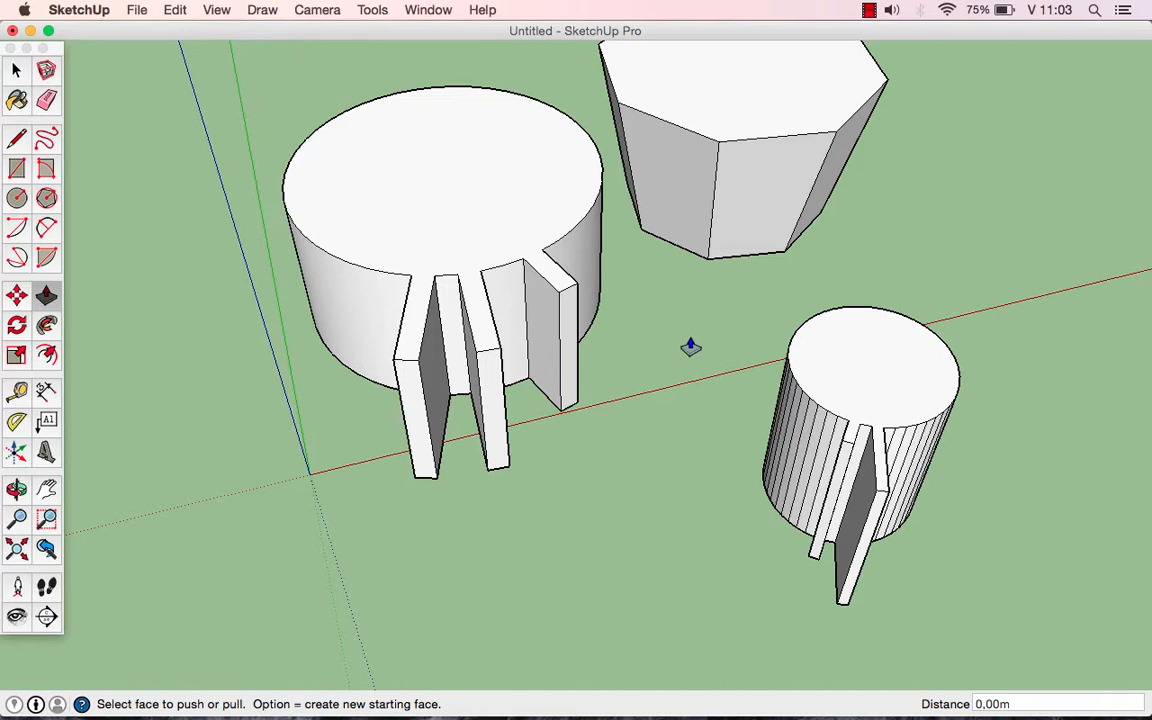 SketchUp File Edit View Draw Camera Tools Window Help 75% V 11:03
Untitled - SketchUp Pro
A1
Select face to push or pull. Option = create new starting face. Distance 0,00m